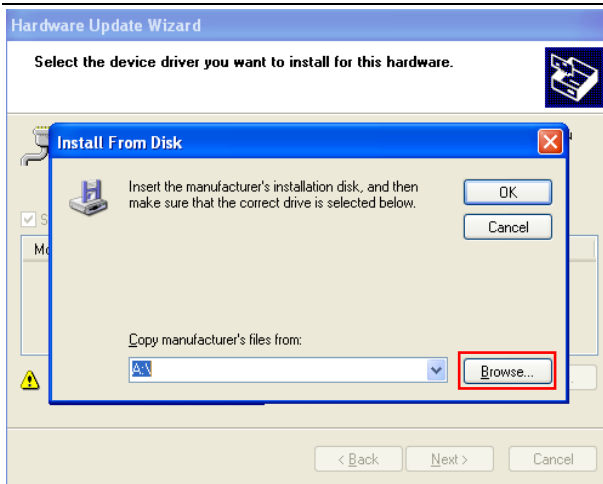 Hardware Update Wizard
Select the device driver you want to install for this hardware.
Install From Disk
Insert the manufacturer's installation disk, and then
make sure that the correct drive is selected below.
OK
Cancel
S
Mo
Copy manufacturer's files from:
A:\
Browse...
< Back
Next >
Cancel